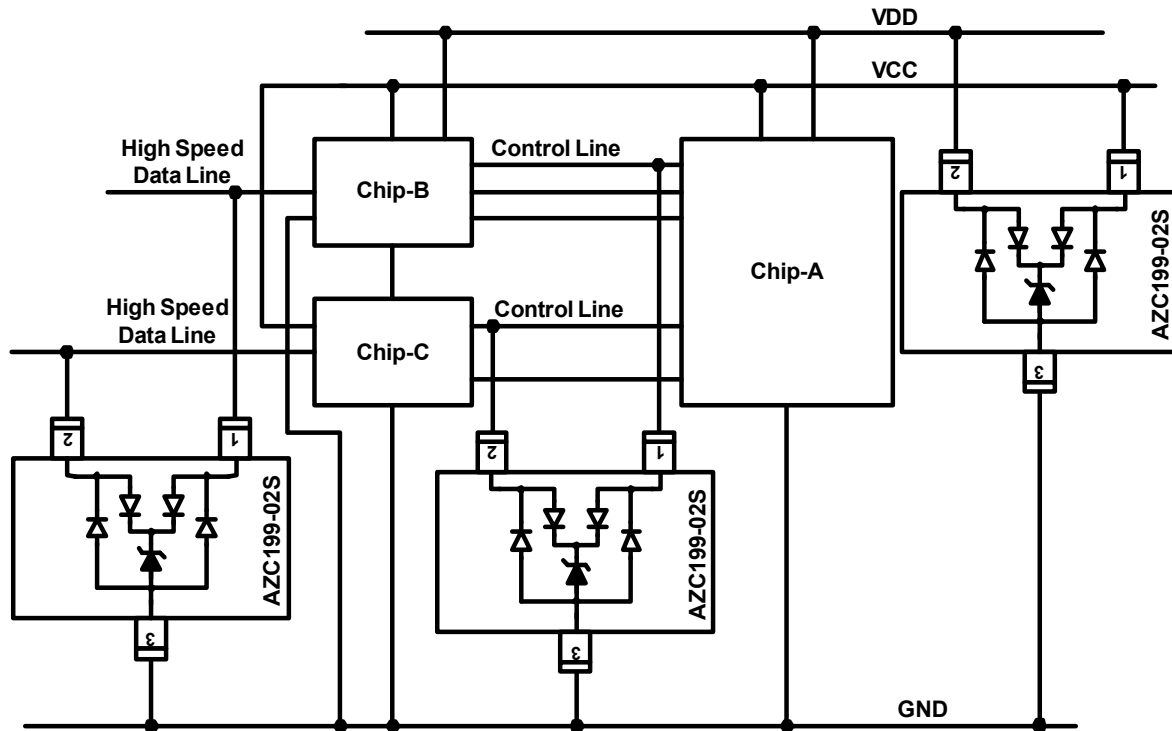 VDD
VCC
High Speed
Data Line
Control Line
Chip-B
Chip-A
2
1
AZC199-02S
3
High Speed
Data Line
Control Line
Chip-C
2
1
AZC199-02S
3
2
1
AZC199-02S
3
GND